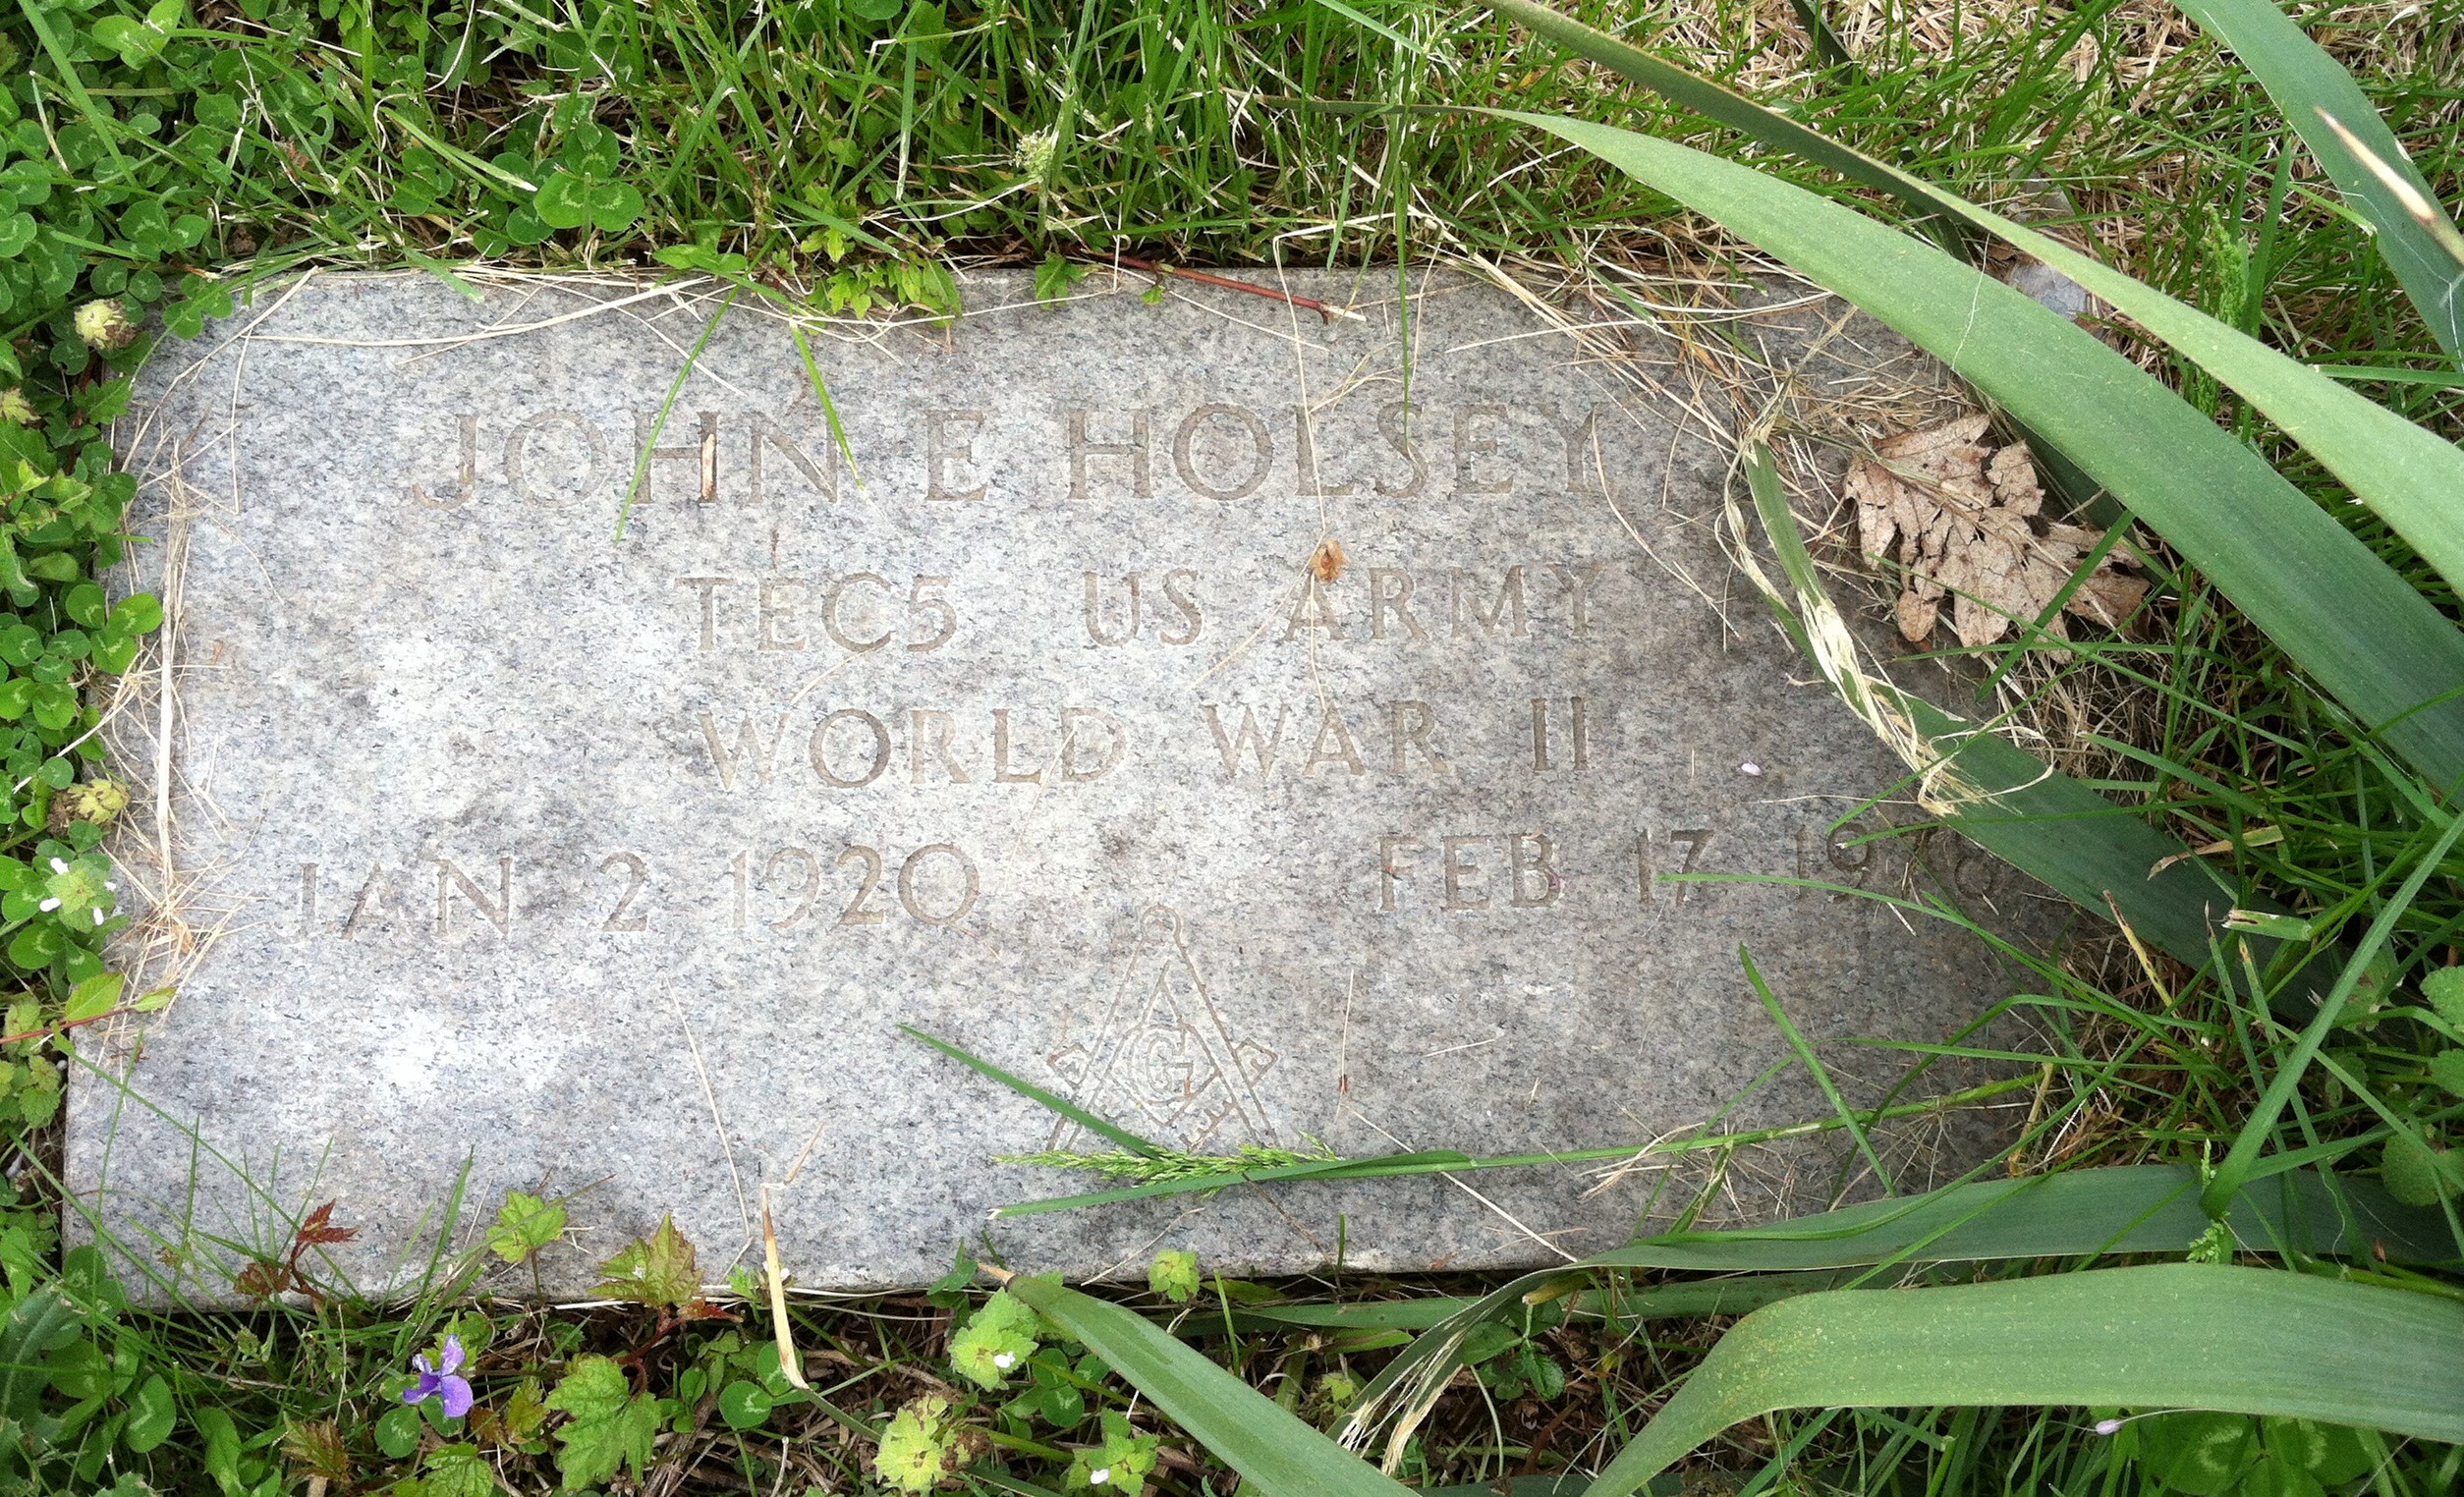 JOHN E HOLSEY
TEC5 US ARMY
WORLD WAR II
JAN 2 1920 FEB 17
G